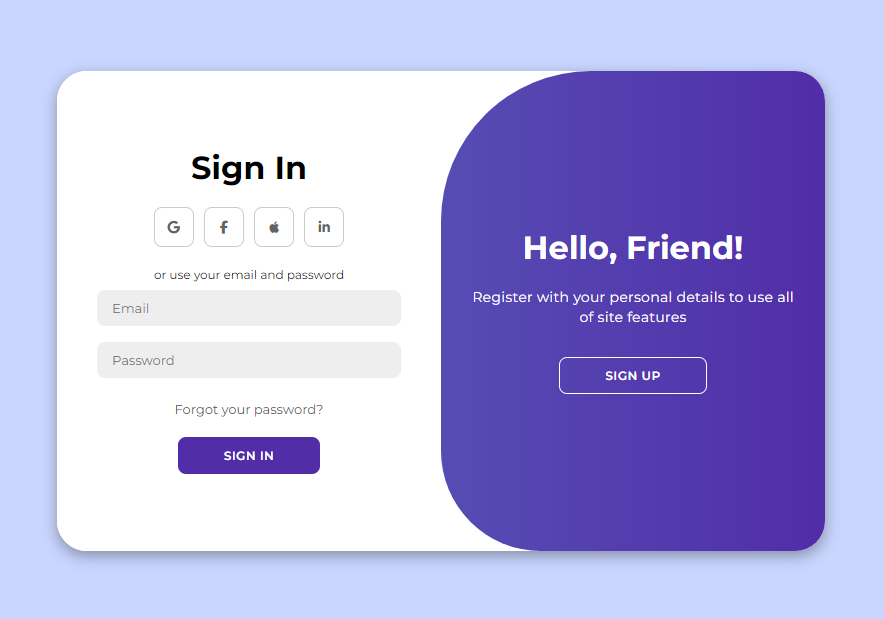 Sign In
G f in
or use your email and password
Email
Password
Forgot your password?
SIGN IN
Hello, Friend!
Register with your personal details to use all
of site features
SIGN UP